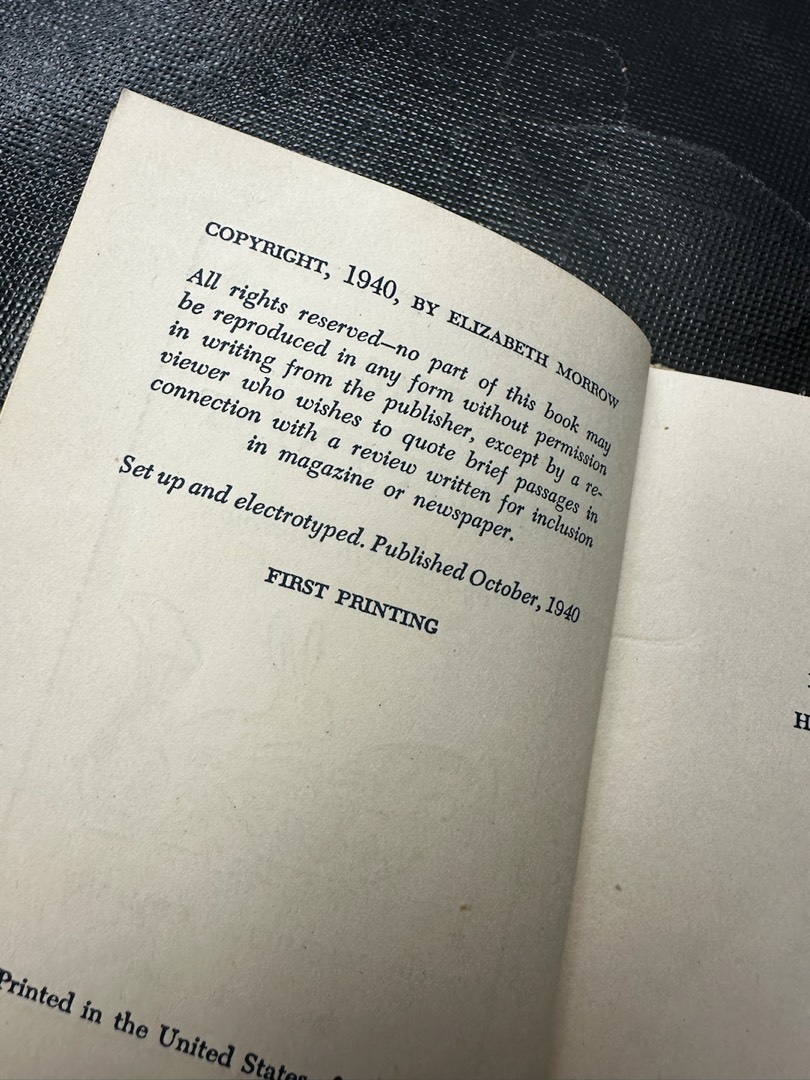 COPYRIGHT, 1940, BY ELIZABETH MORROW
All rights reserved—no part of this book may
be reproduced in any form without permission
in writing from the publisher, except by a re-
viewer who wishes to quote brief passages in
connection with a review written for inclusion
in magazine or newspaper.
Set up and electrotyped. Published October, 1940
FIRST PRINTING
Printed in the United States
H